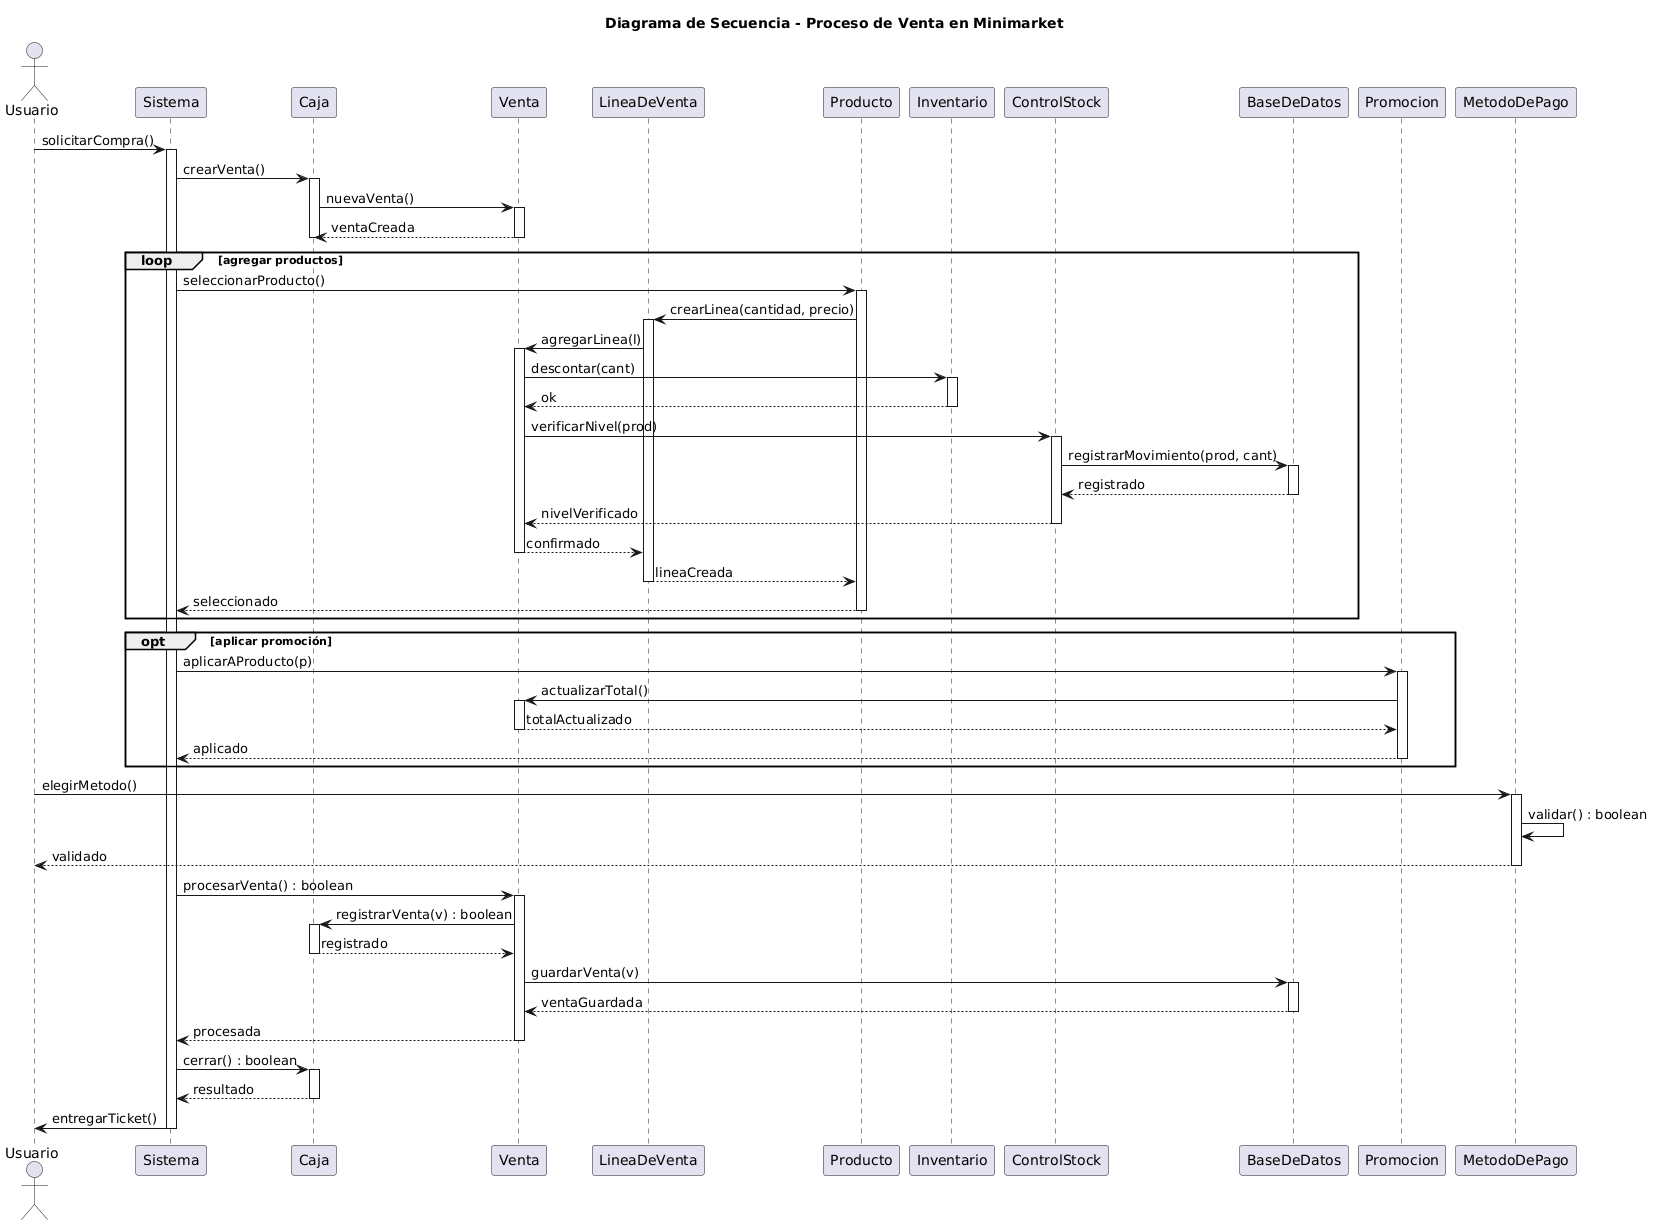 Diagrama de Secuencia - Proceso de Venta en Minimarket
Usuario
Sistema
Caja
Venta
LineaDeVenta
Producto
Inventario
ControlStock
BaseDeDatos
Promocion
MetodoDePago
solicitarCompra()
crearVenta()
nuevaVenta()
ventaCreada
loop
[agregar productos]
seleccionarProducto()
crearLinea(cantidad, precio)
agregarLinea(l)
descontar(cant)
ok
verificarNivel(prod)
registrarMovimiento(prod, cant)
registrado
nivelVerificado
confirmado
lineaCreada
seleccionado
opt
[aplicar promoción]
aplicarAProducto(p)
actualizarTotal()
totalActualizado
aplicado
elegirMetodo()
validar() : boolean
validado
procesarVenta() : boolean
registrarVenta(v) : boolean
registrado
guardarVenta(v)
ventaGuardada
procesada
cerrar() : boolean
resultado
entregarTicket()
Usuario
Sistema
Caja
Venta
LineaDeVenta
Producto
Inventario
ControlStock
BaseDeDatos
Promocion
MetodoDePago